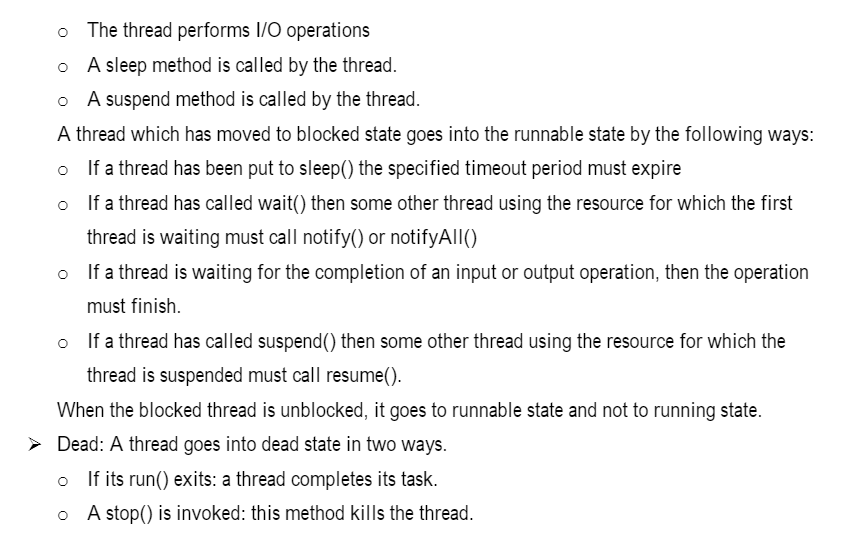 o The thread performs I/O operations
o A sleep method is called by the thread.
o A suspend method is called by the thread.
A thread which has moved to blocked state goes into the runnable state by the following ways:
o If a thread has been put to sleep() the specified timeout period must expire
o If a thread has called wait() then some other thread using the resource for which the first
thread is waiting must call notify() or notifyAll()
o If a thread is waiting for the completion of an input or output operation, then the operation
must finish.
o If a thread has called suspend() then some other thread using the resource for which the
thread is suspended must call resume().
When the blocked thread is unblocked, it goes to runnable state and not to running state.
➢ Dead: A thread goes into dead state in two ways.
o If its run() exits: a thread completes its task.
o A stop() is invoked: this method kills the thread.